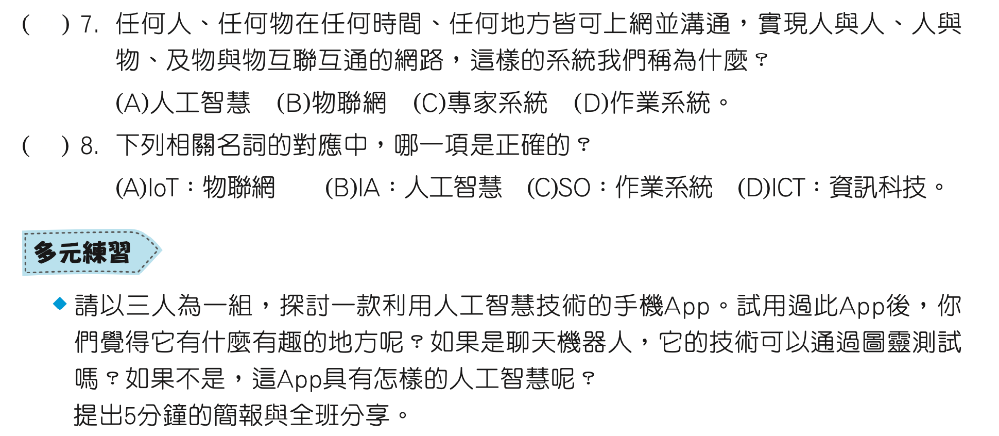 ( ) 7. 任何人、任何物在任何時間、任何地方皆可上網並溝通，實現人與人、人與
物、及物與物互聯互通的網路，這樣的系統我們稱為什麼？
(A)人工智慧 (B)物聯網 (C)專家系統 (D)作業系統。
( ) 8. 下列相關名詞的對應中，哪一項是正確的？
(A)IoT：物聯網 (B)IA：人工智慧 (C)SO：作業系統 (D)ICT：資訊科技。
多元練習
◆請以三人為一組，探討一款利用人工智慧技術的手機App。試用過此App後，你
們覺得它有什麼有趣的地方呢？如果是聊天機器人，它的技術可以通過圖靈測試
嗎？如果不是，這App具有怎樣的人工智慧呢？
提出5分鐘的簡報與全班分享。